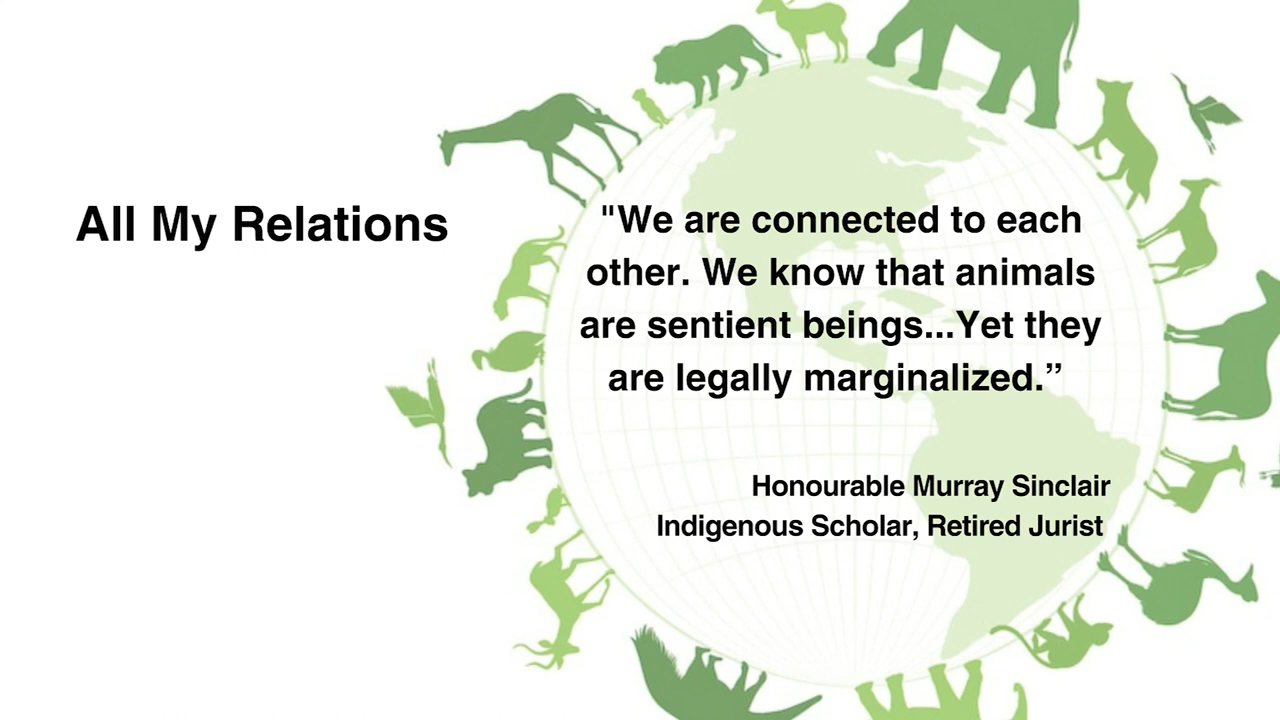 All My Relations
"We are connected to each
other. We know that animals
are sentient beings...Yet they
are legally marginalized.”
Honourable Murray Sinclair
Indigenous Scholar, Retired Jurist